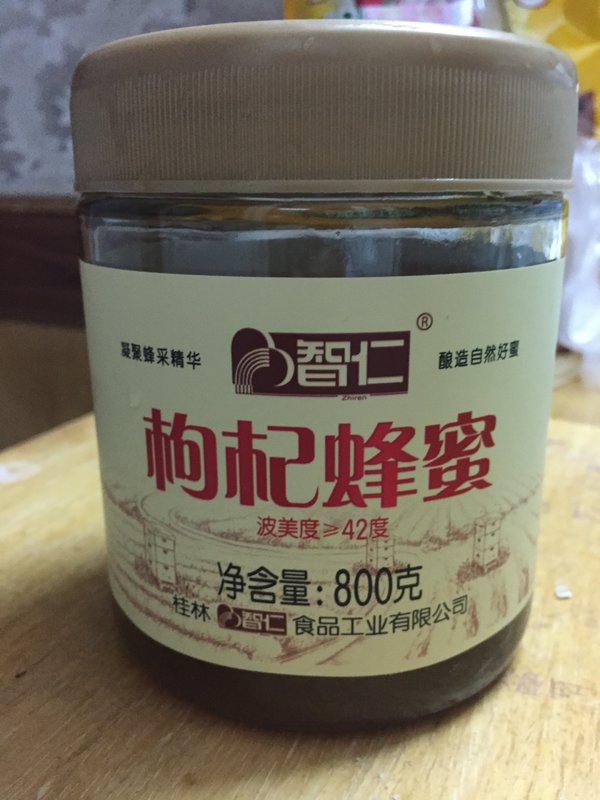 智仁®
Zhiren
凝聚蜂采精华
酿造自然好蜜
枸杞蜂蜜
波美度≥42度
净含量:800克
桂林智仁食品工业有限公司